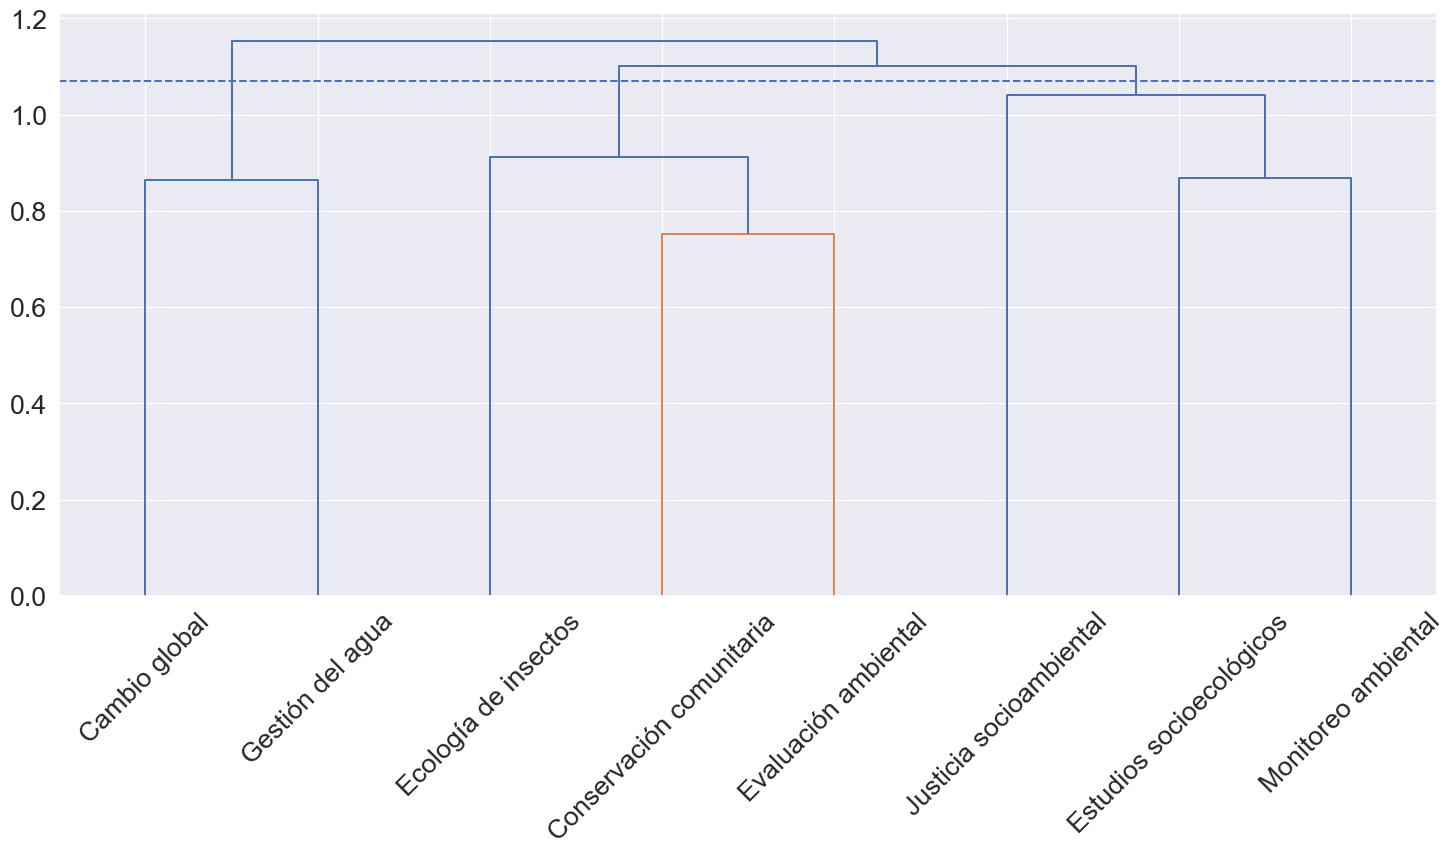 1.2
1.0
0.8
0.6
0.4
0.2
0.0
Cambio global
Gestión del agua
Ecología de insectos
Conservación comunitaria
Evaluación ambiental
Justicia socioambiental
Estudios socioecológicos
Monitoreo ambiental